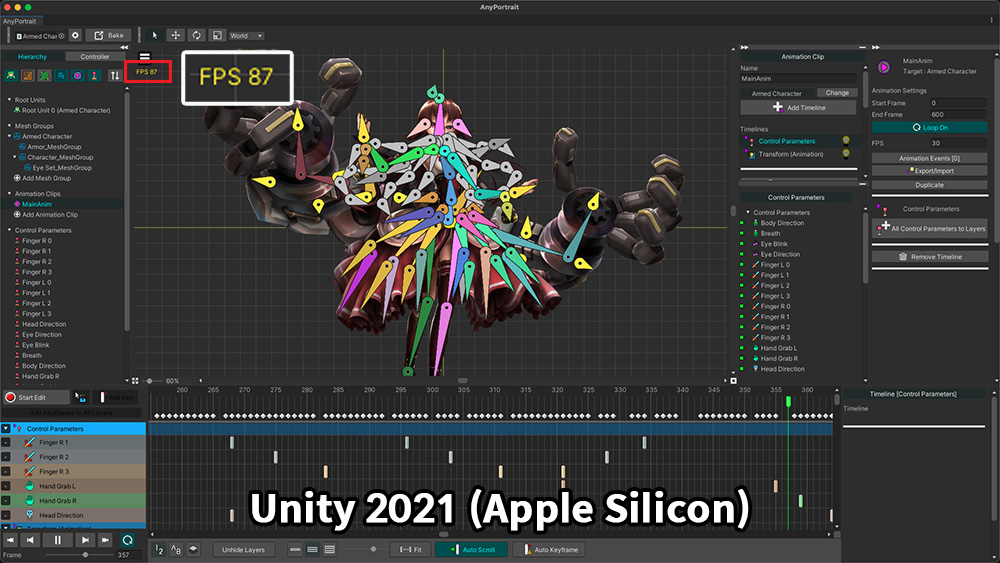 AnyPortrait
AnyPortrait
Armed Char
Bake
World
Hierarchy
Controller
FPS 87
FPS 87
Root Units
Root Unit 0 (Armed Character)
Mesh Groups
Armed Character
Armor_MeshGroup
Character_MeshGroup
Eye Set_MeshGroup
Add Mesh Group
Animation Clips
MainAnim
Add Animation Clip
Control Parameters
Finger R 0
Finger R 1
Finger R 2
Finger R 3
Finger L 0
Finger L 1
Finger L 2
Finger L 3
Head Direction
Eye Direction
Eye Blink
Breath
Body Direction
Hand Grab R
60%
Animation Clip
Name
MainAnim
Armed Character
Change
Add Timeline
Timelines
Control Parameters
Transform (Animation)
Control Parameters
Control Parameters
Body Direction
Breath
Eye Blink
Eye Direction
Finger L 0
Finger L 1
Finger L 2
Finger L 3
Finger R 0
Finger R 1
Finger R 2
Finger R 3
Hand Grab L
Hand Grab R
Head Direction
MainAnim
Target : Armed Character
Animation Settings
Start Frame 0
End Frame 600
Loop On
FPS 30
Animation Events [0]
Export/Import
Duplicate
Control Parameters
All Control Parameters to Layers
Remove Timeline
Start Edit
Add Key
Add Keyframes to All Layers
260 265 270 275 280 285 290 295 300 305 310 315 320 325 330 335 340 345 350 355 360
Control Parameters
Finger R 1
Finger R 2
Finger R 3
Hand Grab L
Hand Grab R
Head Direction
Transform (Animation)
Timeline [Control Parameters]
Timeline
Unity 2021 (Apple Silicon)
Frame 357
Unhide Layers
Fit
Auto Scroll
Auto Keyframe